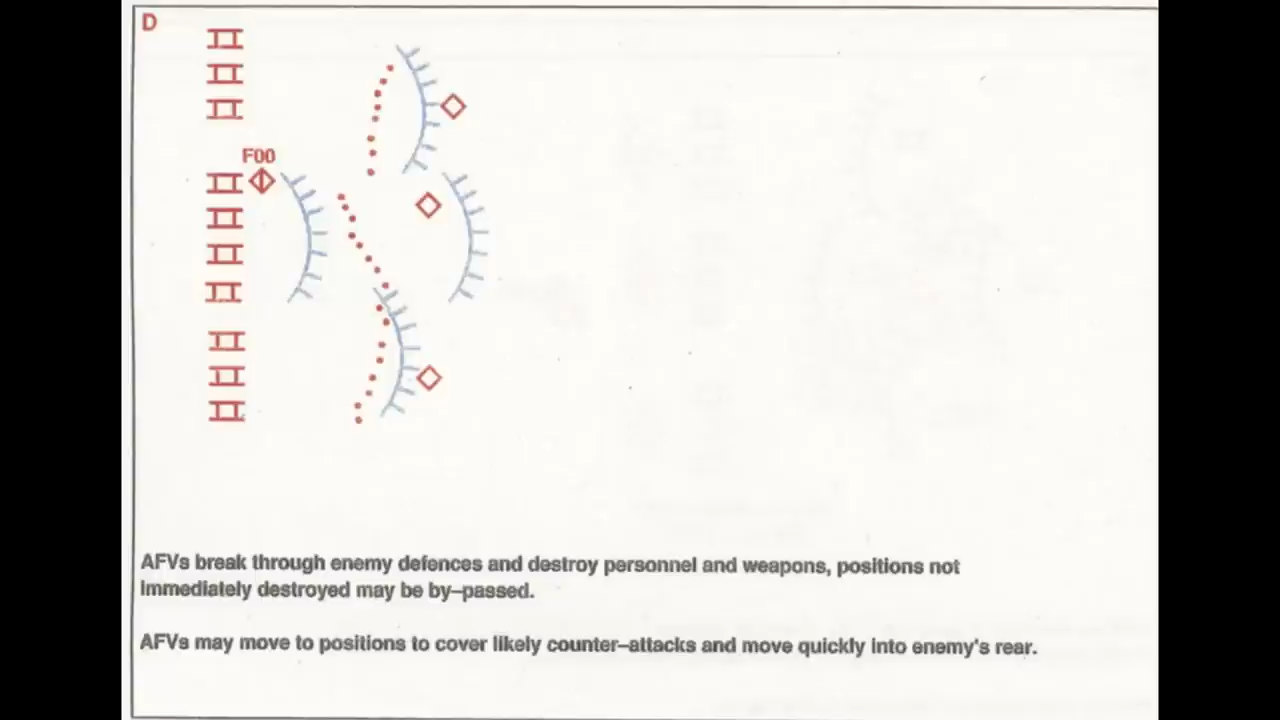 D
F00
AFVs break through enemy defences and destroy personnel and weapons, positions not
immediately destroyed may be by–passed.
AFVs may move to positions to cover likely counter–attacks and move quickly into enemy's rear.